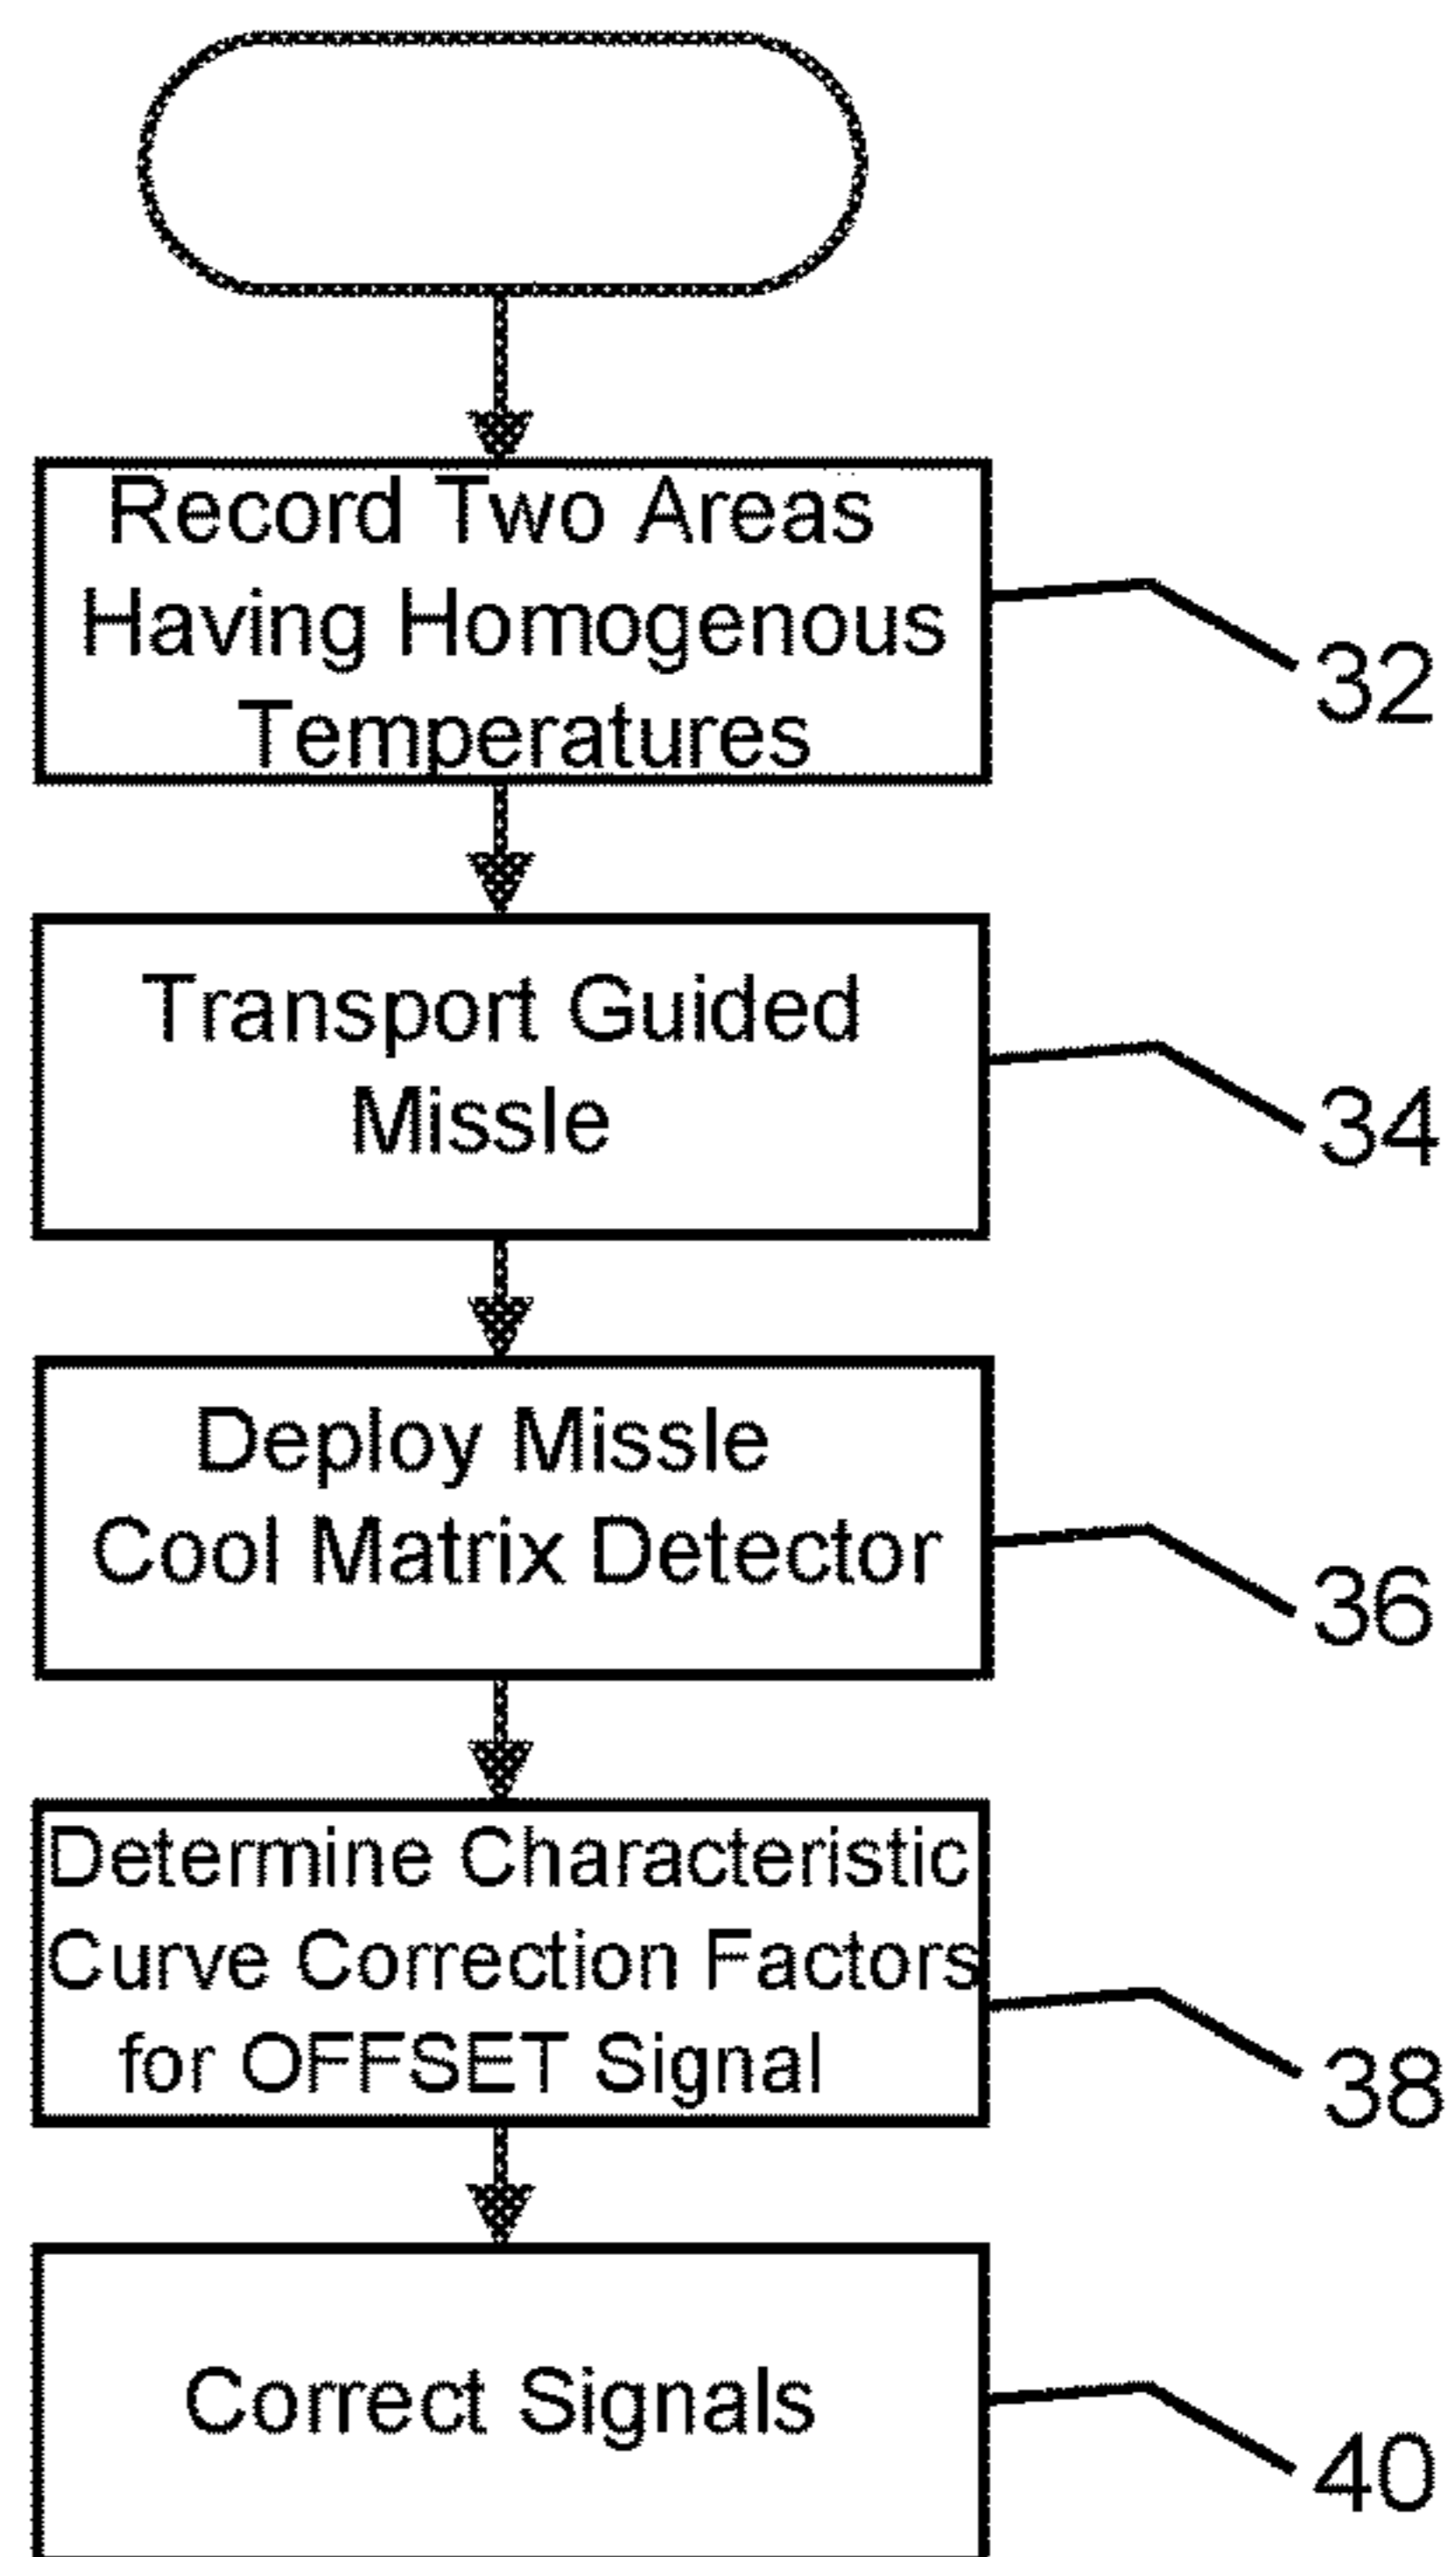 Record Two Areas
Having Homogenous
Temperatures
32
Transport Guided
Missle
34
Deploy Missle
Cool Matrix Detector
36
Determine Characteristic
Curve Correction Factors
for OFFSET Signal
38
Correct Signals
40